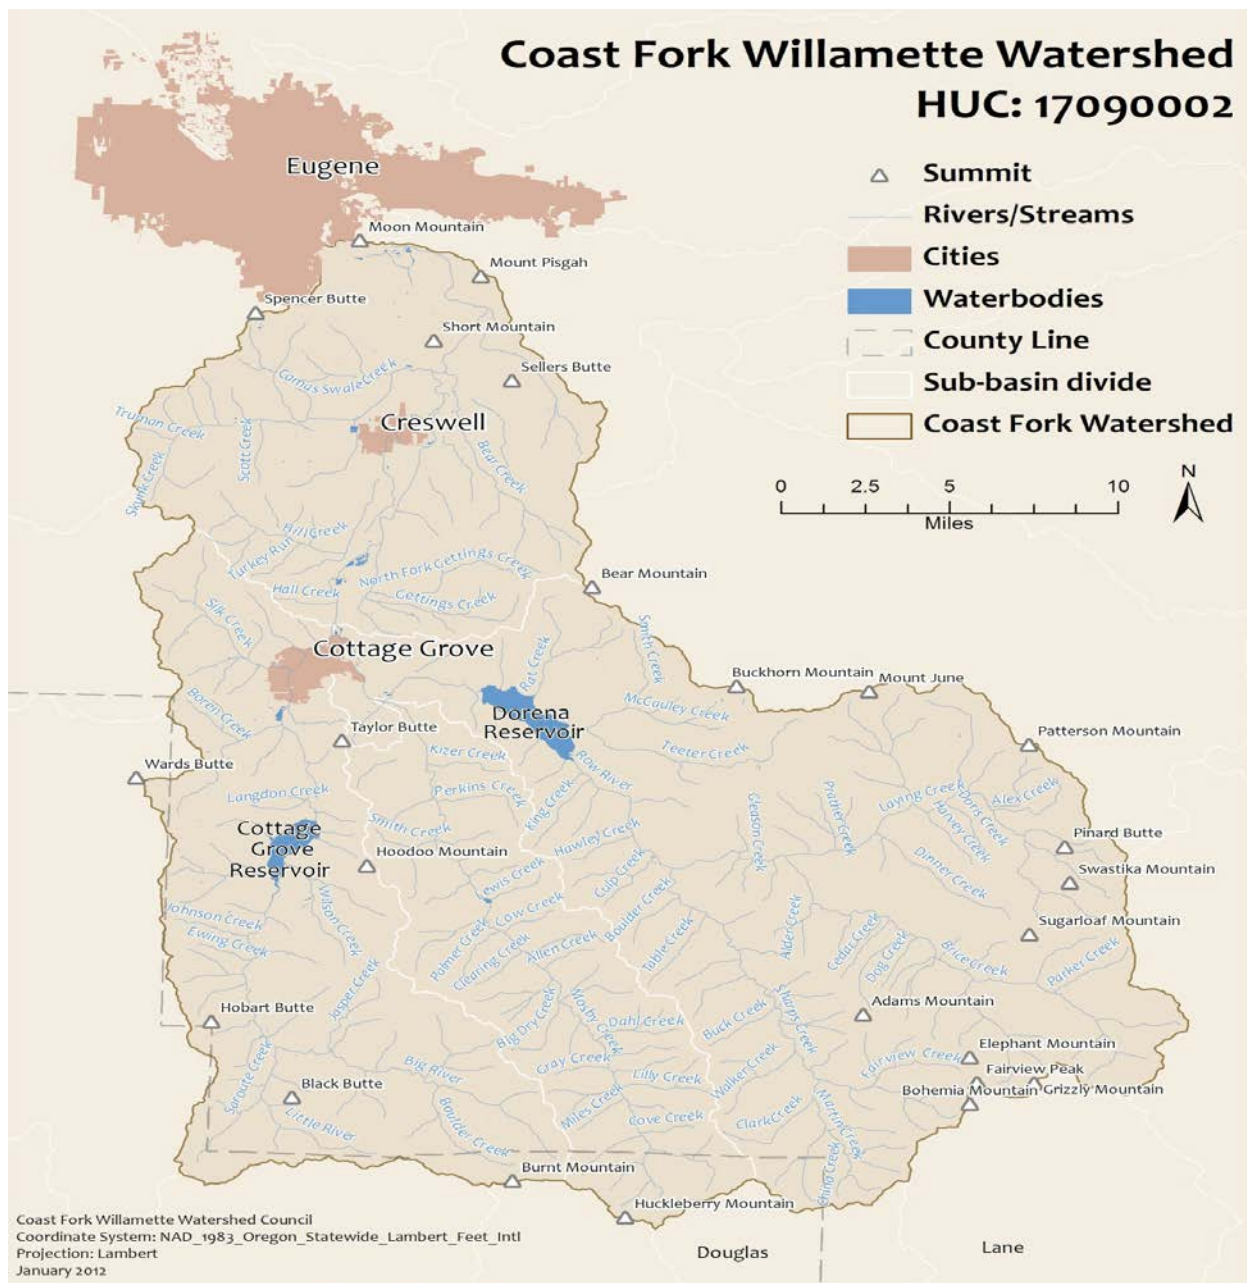 Coast Fork Willamette Watershed
HUC: 17090002
Summit
Rivers/Streams
Cities
Waterbodies
County Line
Sub-basin divide
Coast Fork Watershed
N
0 2.5 5 10
Miles
Eugene
Moon Mountain
Mount Pisgah
Spencer Butte
Short Mountain
Sellers Butte
Camas Swale Creek
Truman Creek
Creswell
Scott Creek
Bear Creek
Skunk Creek
Hill Creek
Turkey Run
North Fork Gettings Creek
Bear Mountain
Hall Creek
Gettings Creek
Silk Creek
Smith Creek
Cottage Grove
Rat Creek
Buckhorn Mountain
Mount June
Boren Creek
McCauley Creek
Dorena
Reservoir
Taylor Butte
Patterson Mountain
Kizer Creek
Teeter Creek
Row River
Wards Butte
Langdon Creek
Perkins Creek
King Creek
Gleason Creek
Prather Creek
Laying Creek
Doris Creek
Alex Creek
Harvey Creek
Cottage
Grove
Reservoir
Smith Creek
Hawley Creek
Pinard Butte
Hoodoo Mountain
Dinner Creek
Swastika Mountain
Lewis Creek
Culp Creek
Johnson Creek
Wilson Creek
Cow Creek
Boulder Creek
Sugarloaf Mountain
Ewing Creek
Palmer Creek
Clearing Creek
Allen Creek
Table Creek
Alder Creek
Cedar Creek
Dog Creek
Brice Creek
Parker Creek
Jasper Creek
Hobart Butte
Big Dry Creek
Mosby Creek
Dahl Creek
Buck Creek
Sharps Creek
Adams Mountain
Saroute Creek
Big River
Gray Creek
Lilly Creek
Walker Creek
Fairview Creek
Elephant Mountain
Fairview Peak
Bohemia Mountain
Grizzly Mountain
Black Butte
Little River
Boulder Creek
Miles Creek
Cove Creek
Clark Creek
Martin Creek
China Creek
Burnt Mountain
Huckleberry Mountain
Douglas
Lane
Coast Fork Willamette Watershed Council
Coordinate System: NAD_1983_Oregon_Statewide_Lambert_Feet_Intl
Projection: Lambert
January 2012